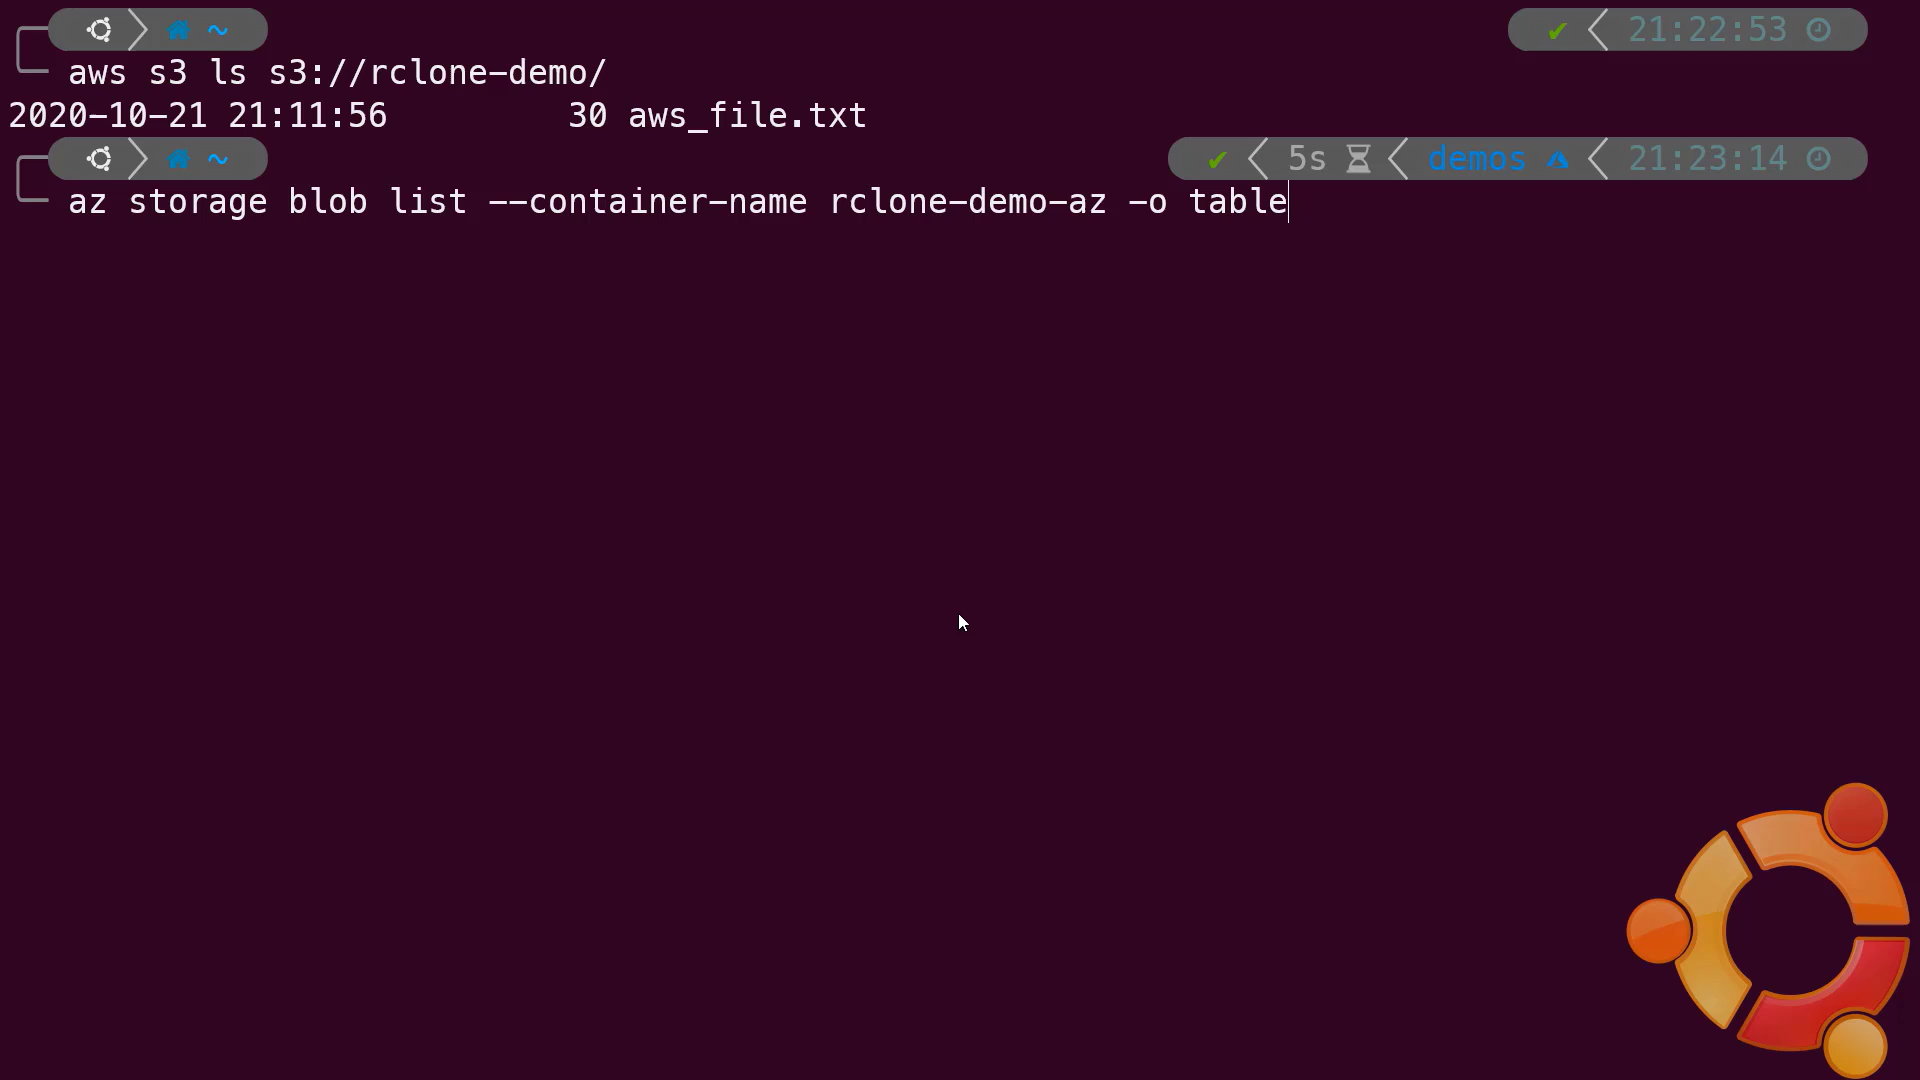 ~ ✔ 21:22:53
aws s3 ls s3://rclone-demo/
2020-10-21 21:11:56 30 aws_file.txt
~ ✔ 5s demos 21:23:14
az storage blob list --container-name rclone-demo-az -o table